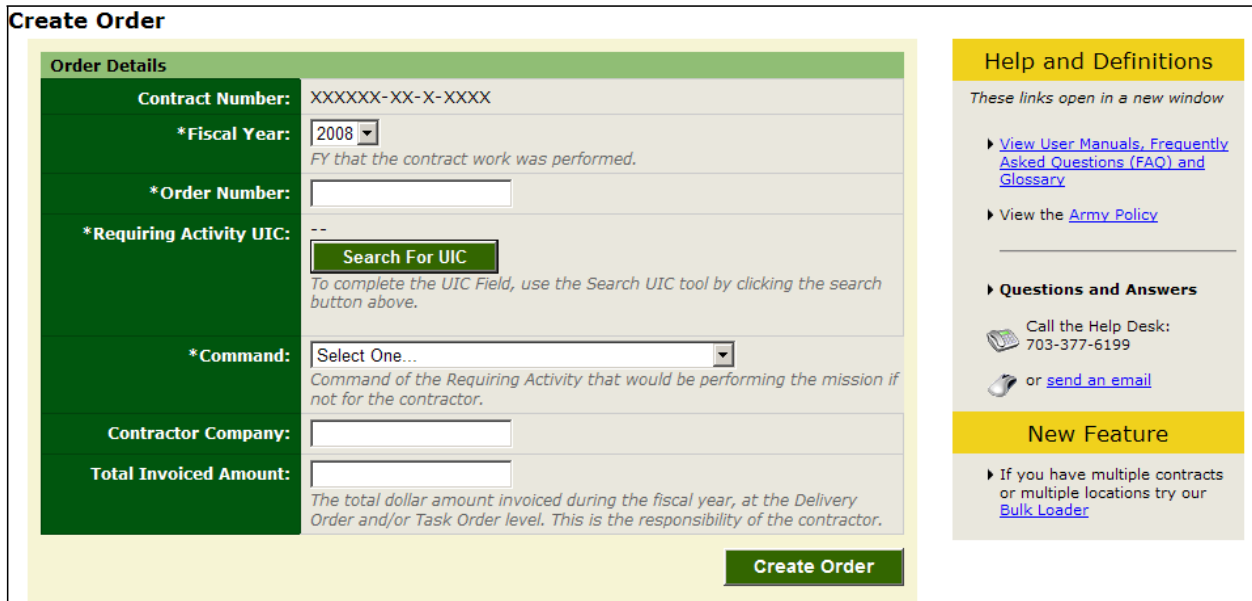 Create Order
Order Details
Contract Number: XXXXXX-XX-X-XXXX
*Fiscal Year: 2008
FY that the contract work was performed.
*Order Number:
*Requiring Activity UIC: --
Search For UIC
To complete the UIC Field, use the Search UIC tool by clicking the search
button above.
*Command: Select One...
Command of the Requiring Activity that would be performing the mission if
not for the contractor.
Contractor Company:
Total Invoiced Amount:
The total dollar amount invoiced during the fiscal year, at the Delivery
Order and/or Task Order level. This is the responsibility of the contractor.
Create Order
Help and Definitions
These links open in a new window
View User Manuals, Frequently
Asked Questions (FAQ) and
Glossary
View the Army Policy
Questions and Answers
Call the Help Desk:
703-377-6199
or send an email
New Feature
If you have multiple contracts
or multiple locations try our
Bulk Loader